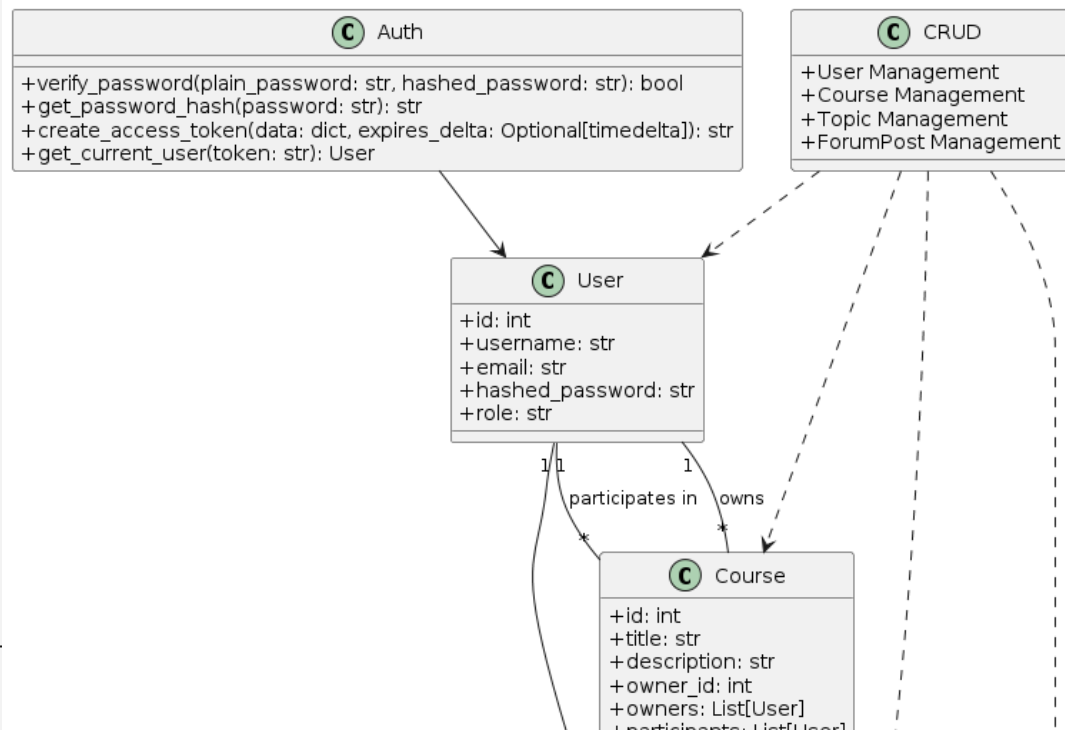 C Auth
+verify_password(plain_password: str, hashed_password: str): bool
+get_password_hash(password: str): str
+create_access_token(data: dict, expires_delta: Optional[timedelta]): str
+get_current_user(token: str): User
C CRUD
+User Management
+Course Management
+Topic Management
+ForumPost Management
C User
+id: int
+username: str
+email: str
+hashed_password: str
+role: str
1 1 1
participates in owns
* *
C Course
+id: int
+title: str
+description: str
+owner_id: int
+owners: List[User]
+participants: List[User]